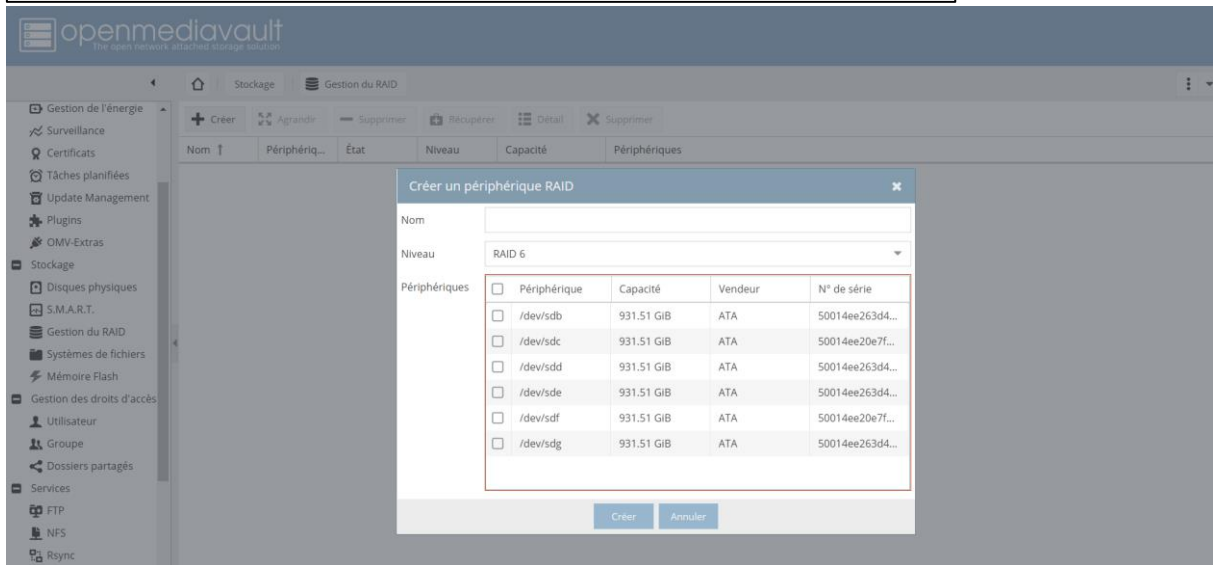 openmediavault
The open network attached storage solution
Stockage
Gestion du RAID
Gestion de l'énergie
Surveillance
Certificats
Tâches planifiées
Update Management
Plugins
OMV-Extras
Stockage
Disques physiques
S.M.A.R.T.
Gestion du RAID
Systèmes de fichiers
Mémoire Flash
Gestion des droits d'accès
Utilisateur
Groupe
Dossiers partagés
Services
FTP
NFS
Rsync
Créer Agrandir Supprimer Récupérer Détail Supprimer
Nom Périphériq... État Niveau Capacité Périphériques
Créer un périphérique RAID
Nom
Niveau RAID 6
Périphériques
Périphérique Capacité Vendeur N° de série
/dev/sdb 931.51 GiB ATA 50014ee263d4...
/dev/sdc 931.51 GiB ATA 50014ee20e7f...
/dev/sdd 931.51 GiB ATA 50014ee263d4...
/dev/sde 931.51 GiB ATA 50014ee263d4...
/dev/sdf 931.51 GiB ATA 50014ee20e7f...
/dev/sdg 931.51 GiB ATA 50014ee263d4...
Créer Annuler